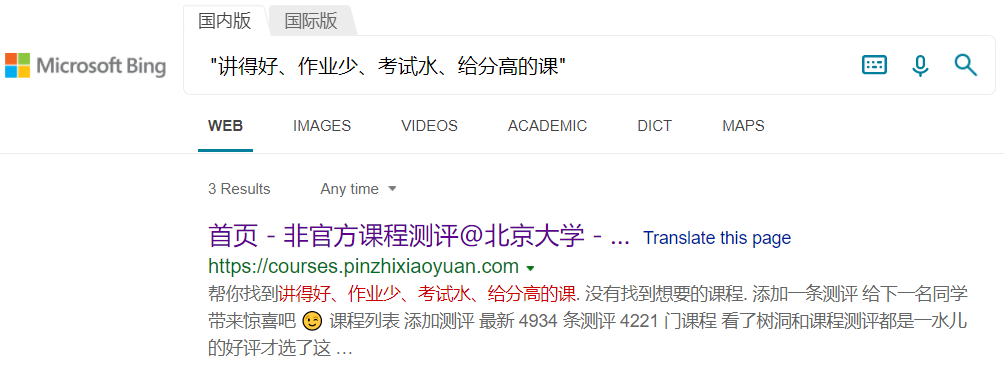 国内版 国际版
Microsoft Bing
"讲得好、作业少、考试水、给分高的课"
WEB IMAGES VIDEOS ACADEMIC DICT MAPS
3 Results Any time
首页 - 非官方课程测评@北京大学 - ... Translate this page
https://courses.pinzhixiaoyuan.com
帮你找到讲得好、作业少、考试水、给分高的课. 没有找到想要的课程. 添加一条测评 给下一名同学
带来惊喜吧 😉 课程列表 添加测评 最新 4934 条测评 4221 门课程 看了树洞和课程测评都是一水儿
的好评才选了这 …